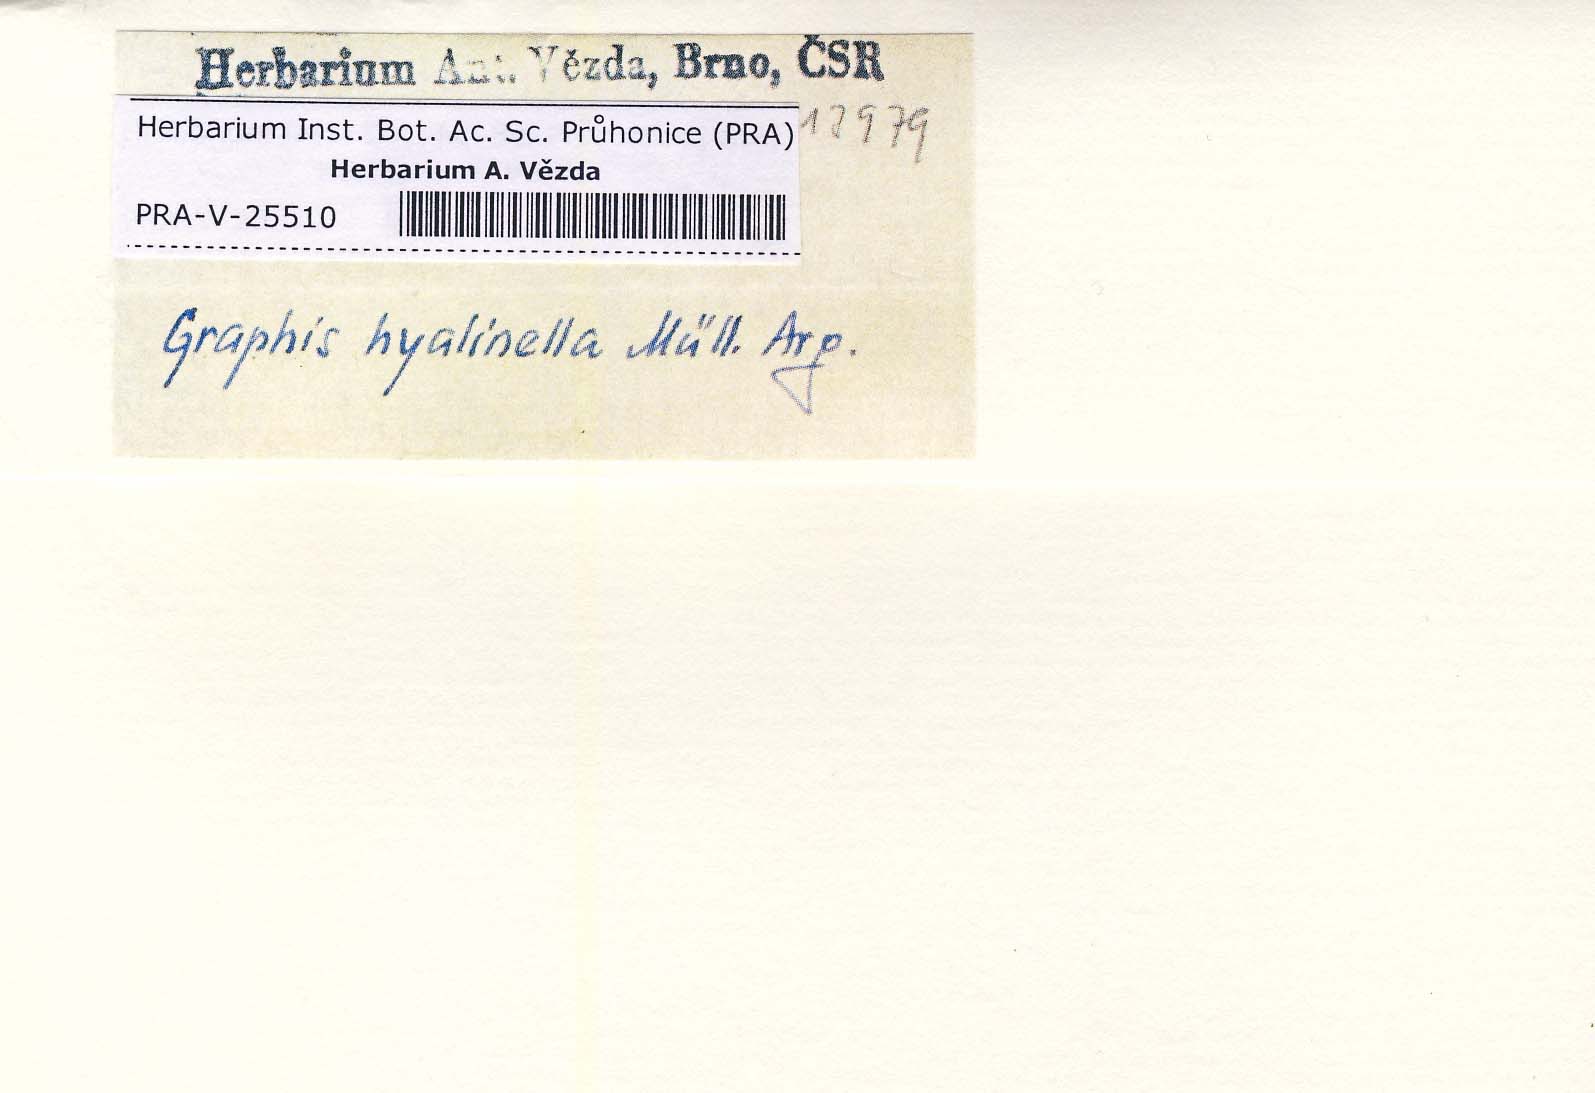 Herbarium Ant. Vězda, Brno, ČSR
Herbarium Inst. Bot. Ac. Sc. Průhonice (PRA)
Herbarium A. Vězda
PRA-V-25510
Graphis hyalinella Müll. Arg.